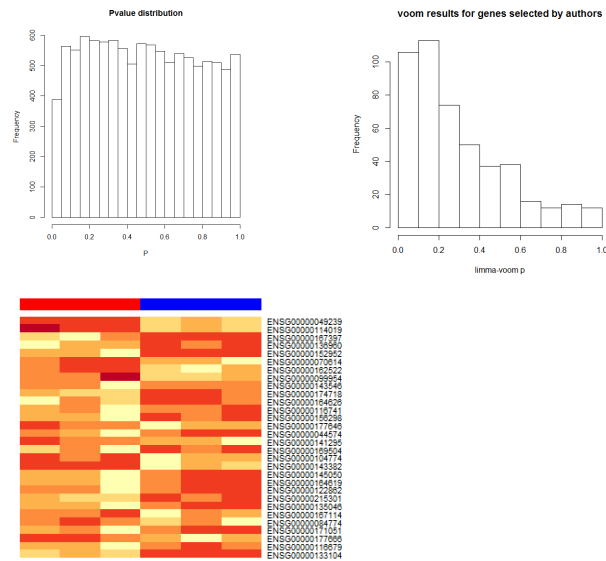 Pvalue distribution
Frequency
0
100
200
300
400
500
600
0.0
0.2
0.4
0.6
0.8
1.0
P
voom results for genes selected by authors
Frequency
0
20
40
60
80
100
0.0
0.2
0.4
0.6
0.8
1.0
limma-voom p
ENSG00000049239
ENSG00000114019
ENSG00000167397
ENSG00000136960
ENSG00000152952
ENSG00000070614
ENSG00000162522
ENSG00000099954
ENSG00000143546
ENSG00000174718
ENSG00000164626
ENSG00000116741
ENSG00000156298
ENSG00000177646
ENSG00000044574
ENSG00000141295
ENSG00000169504
ENSG00000104774
ENSG00000143382
ENSG00000145050
ENSG00000164619
ENSG00000122862
ENSG00000215301
ENSG00000135046
ENSG00000167114
ENSG00000084774
ENSG00000171051
ENSG00000177666
ENSG00000116679
ENSG00000133104